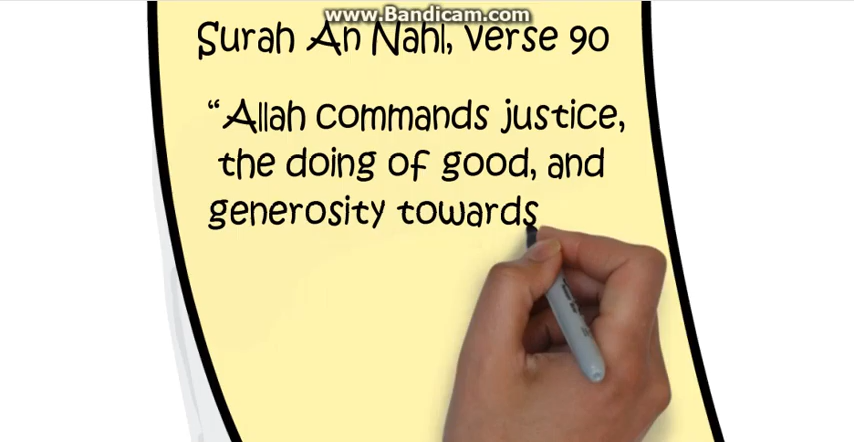 www.Bandicam.com
Surah An Nahl, verse 90
“Allah commands justice,
the doing of good, and
generosity towards